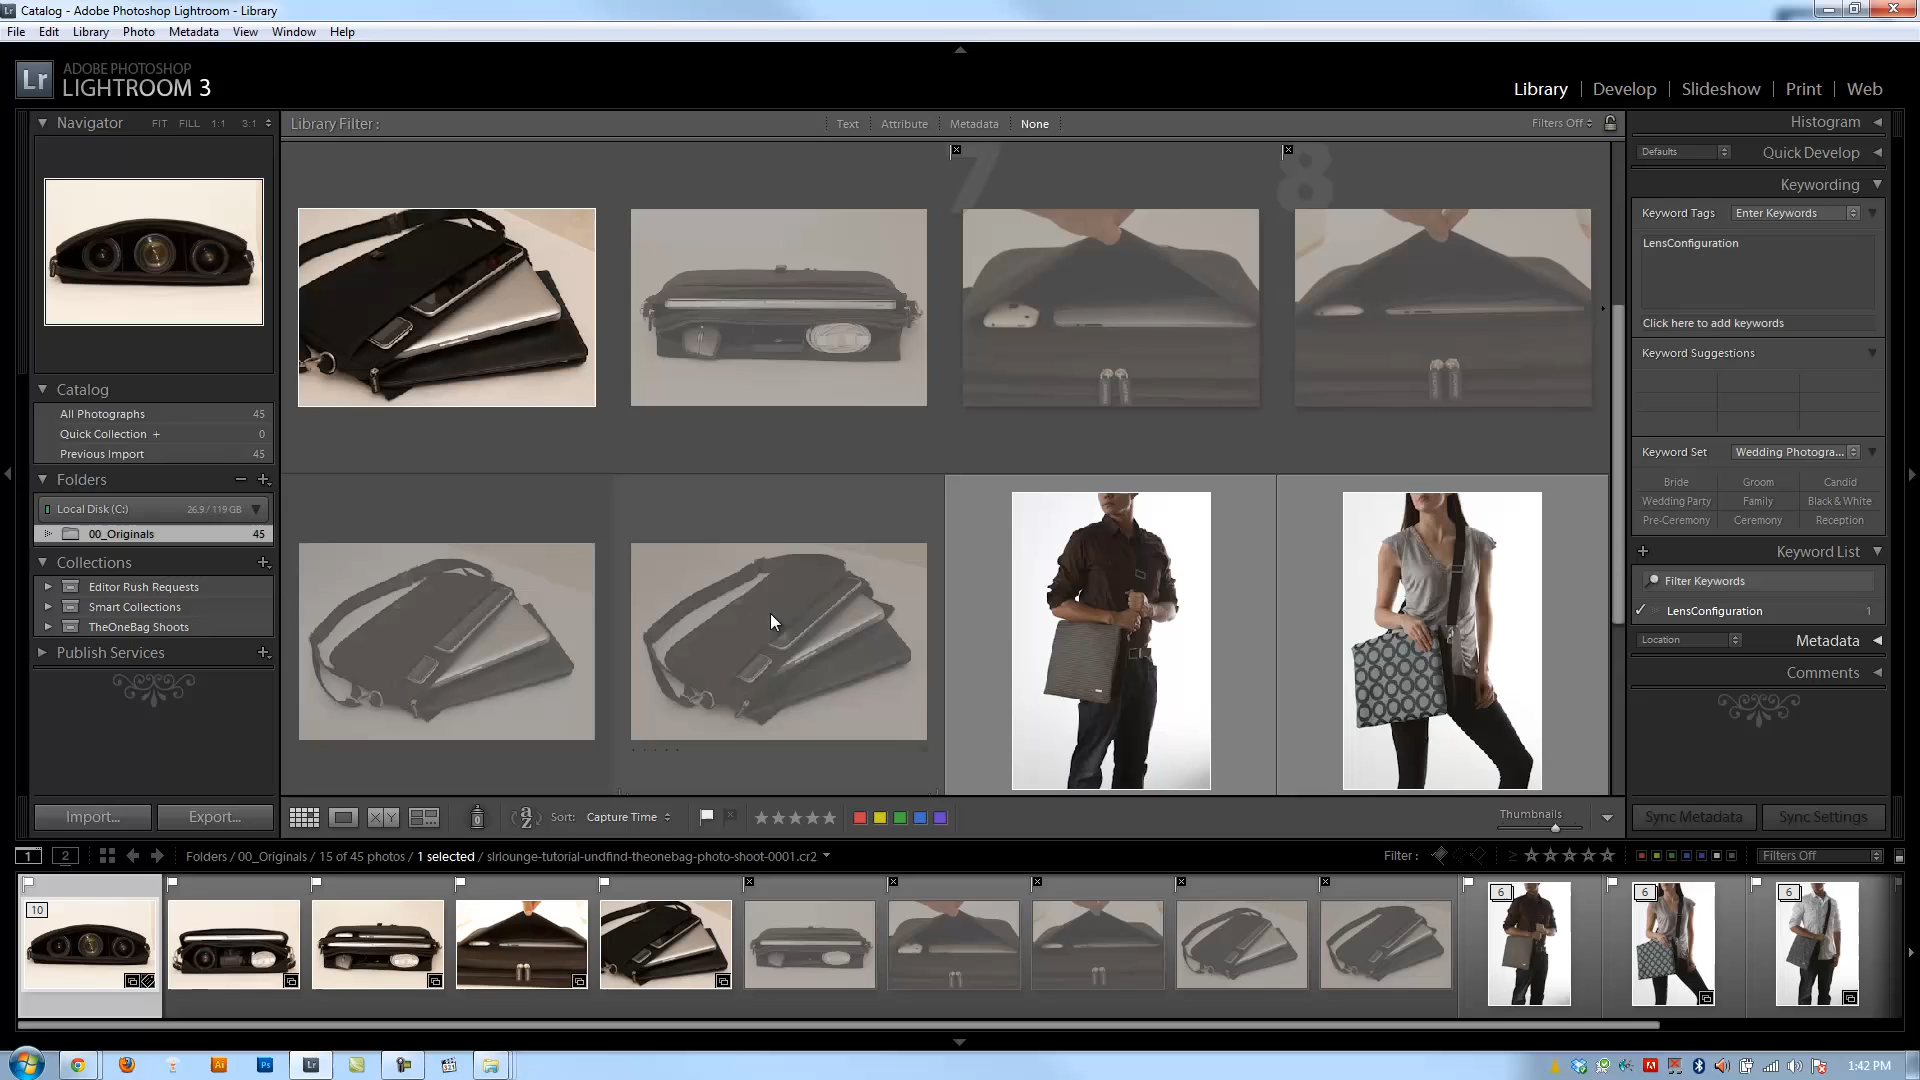 Catalog - Adobe Photoshop Lightroom - Library
File Edit Library Photo Metadata View Window Help
Lr ADOBE PHOTOSHOP
LIGHTROOM 3
Library | Develop | Slideshow | Print | Web
Navigator FIT FILL 1:1 3:1
Library Filter : Text Attribute Metadata None Filters Off
Histogram
Defaults Quick Develop
Keywording
Keyword Tags Enter Keywords
LensConfiguration
Click here to add keywords
Keyword Suggestions
Keyword Set Wedding Photogra...
Bride Groom Candid
Wedding Party Family Black & White
Pre-Ceremony Ceremony Reception
Keyword List
Filter Keywords
LensConfiguration 1
Location Metadata
Comments
7
8
Catalog
All Photographs 45
Quick Collection + 0
Previous Import 45
Folders
Local Disk (C:) 26.9 / 119 GB
00_Originals 45
Collections
Editor Rush Requests
Smart Collections
TheOneBag Shoots
Publish Services
Import... Export...
Sort: Capture Time
Thumbnails
Sync Metadata Sync Settings
1 2 Folders / 00_Originals / 15 of 45 photos / 1 selected / slrlounge-tutorial-undfind-theonebag-photo-shoot-0001.cr2
Filter : Filters Off
10 6 6 6
Ai Ps Lr
1:42 PM